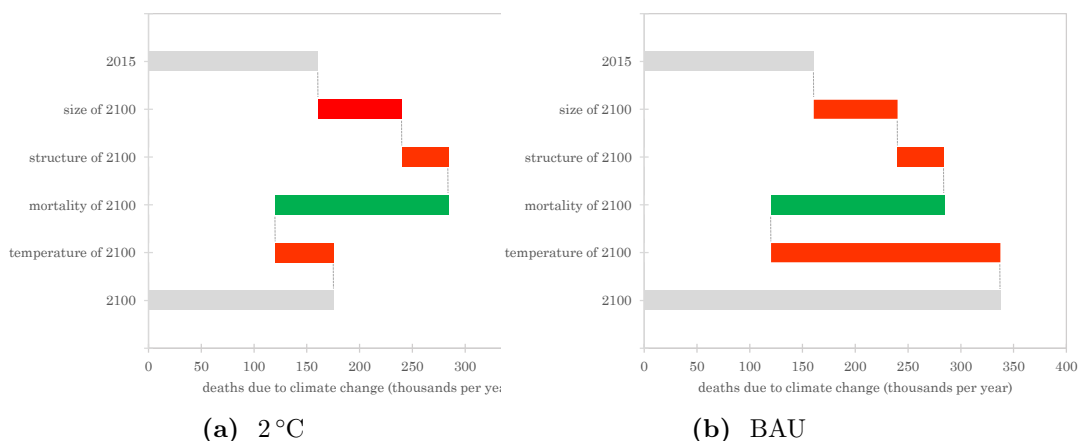 2015
size of 2100
structure of 2100
mortality of 2100
temperature of 2100
2100
0 50 100 150 200 250 300
deaths due to climate change (thousands per yea
(a) 2 °C
2015
size of 2100
structure of 2100
mortality of 2100
temperature of 2100
2100
0 50 100 150 200 250 300 350 400
deaths due to climate change (thousands per year)
(b) BAU